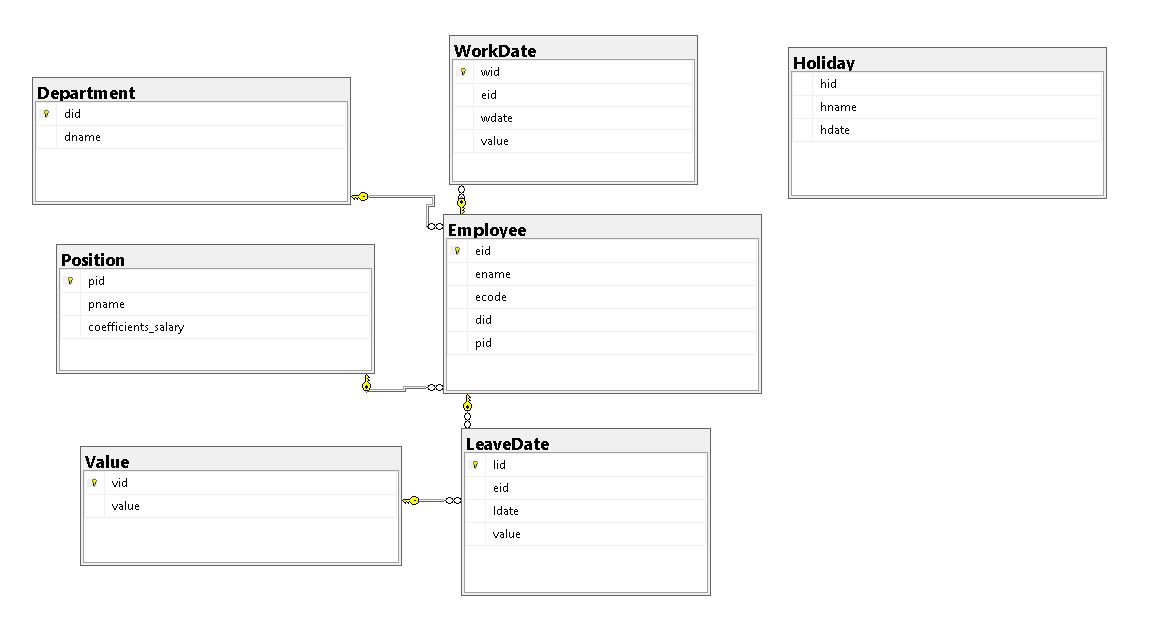 Department
did
dname
WorkDate
wid
eid
wdate
value
Holiday
hid
hname
hdate
Position
pid
pname
coefficients_salary
Employee
eid
ename
ecode
did
pid
Value
vid
value
LeaveDate
lid
eid
ldate
value